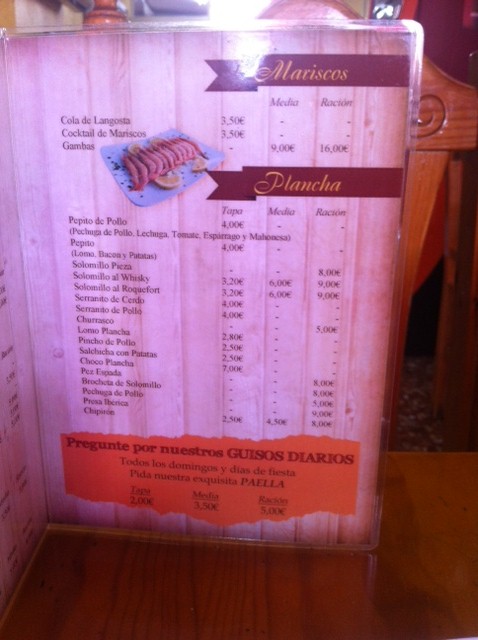 Mariscos
Media Ración
Cola de Langosta 3,50€ - -
Cocktail de Mariscos 3,50€ - -
Gambas - 9,00€ 16,00€
Plancha
Tapa Media Ración
Pepito de Pollo 4,00€ - -
(Pechuga de Pollo, Lechuga, Tomate, Esparrago y Mahonesa)
Pepito 4,00€ - -
(Lomo, Bacon y Patatas)
Solomillo Pieza - - 8,00€
Solomillo al Whisky 3,20€ 6,00€ 9,00€
Solomillo al Roquefort 3,20€ 6,00€ 9,00€
Serranito de Cerdo 4,00€ - -
Serranito de Pollo 4,00€ - -
Churrasco - - 5,00€
Lomo Plancha 2,80€ - -
Pincho de Pollo 2,50€ - -
Salchucha con Patatas 2,50€ - -
Choco Plancha 7,00€ - -
Pez Espada - - 8,00€
Brocheta de Solomillo - - 8,00€
Pechuga de Pollo - - 5,00€
Presa Ibérica - - 9,00€
Chipirón 2,50€ 4,50€ 8,00€
Pregunte por nuestros GUISOS DIARIOS
Todos los domingos y días de fiesta
Pida nuestra exquisita PAELLA
Tapa Media Ración
2,00€ 3,50€ 5,00€